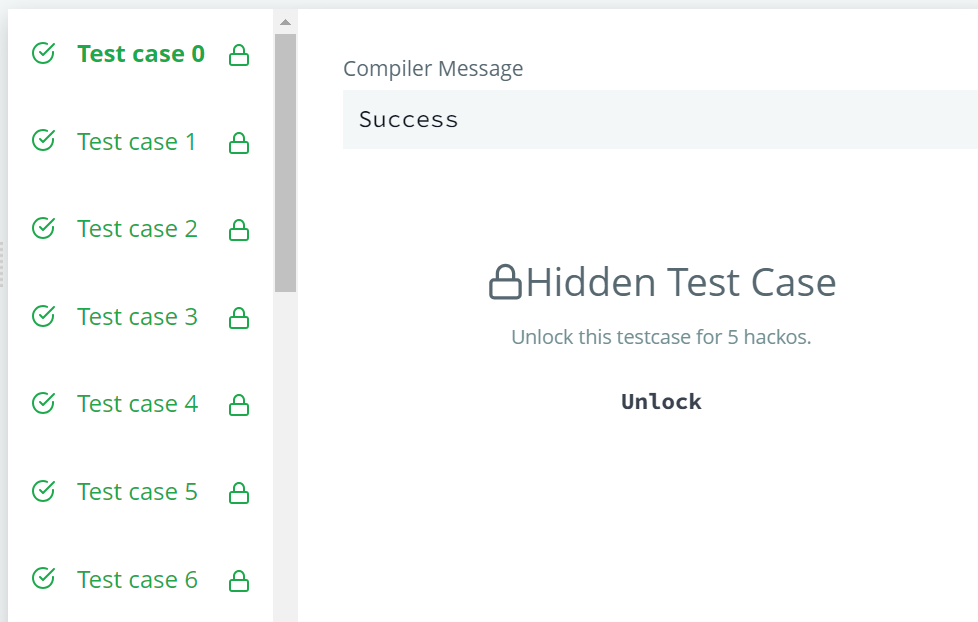 Test case 0
Test case 1
Test case 2
Test case 3
Test case 4
Test case 5
Test case 6
Compiler Message
Success
Hidden Test Case
Unlock this testcase for 5 hackos.
Unlock